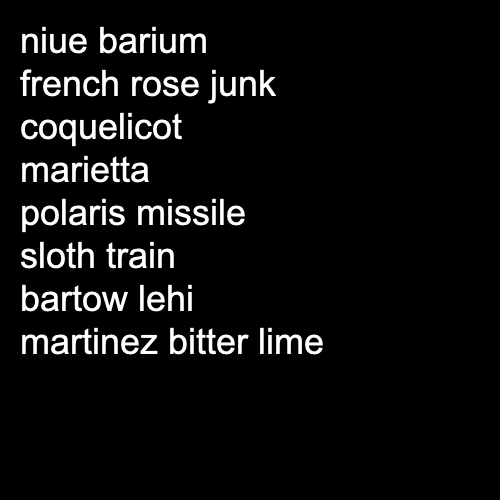 niue barium
french rose junk
coquelicot
marietta
polaris missile
sloth train
bartow lehi
martinez bitter lime